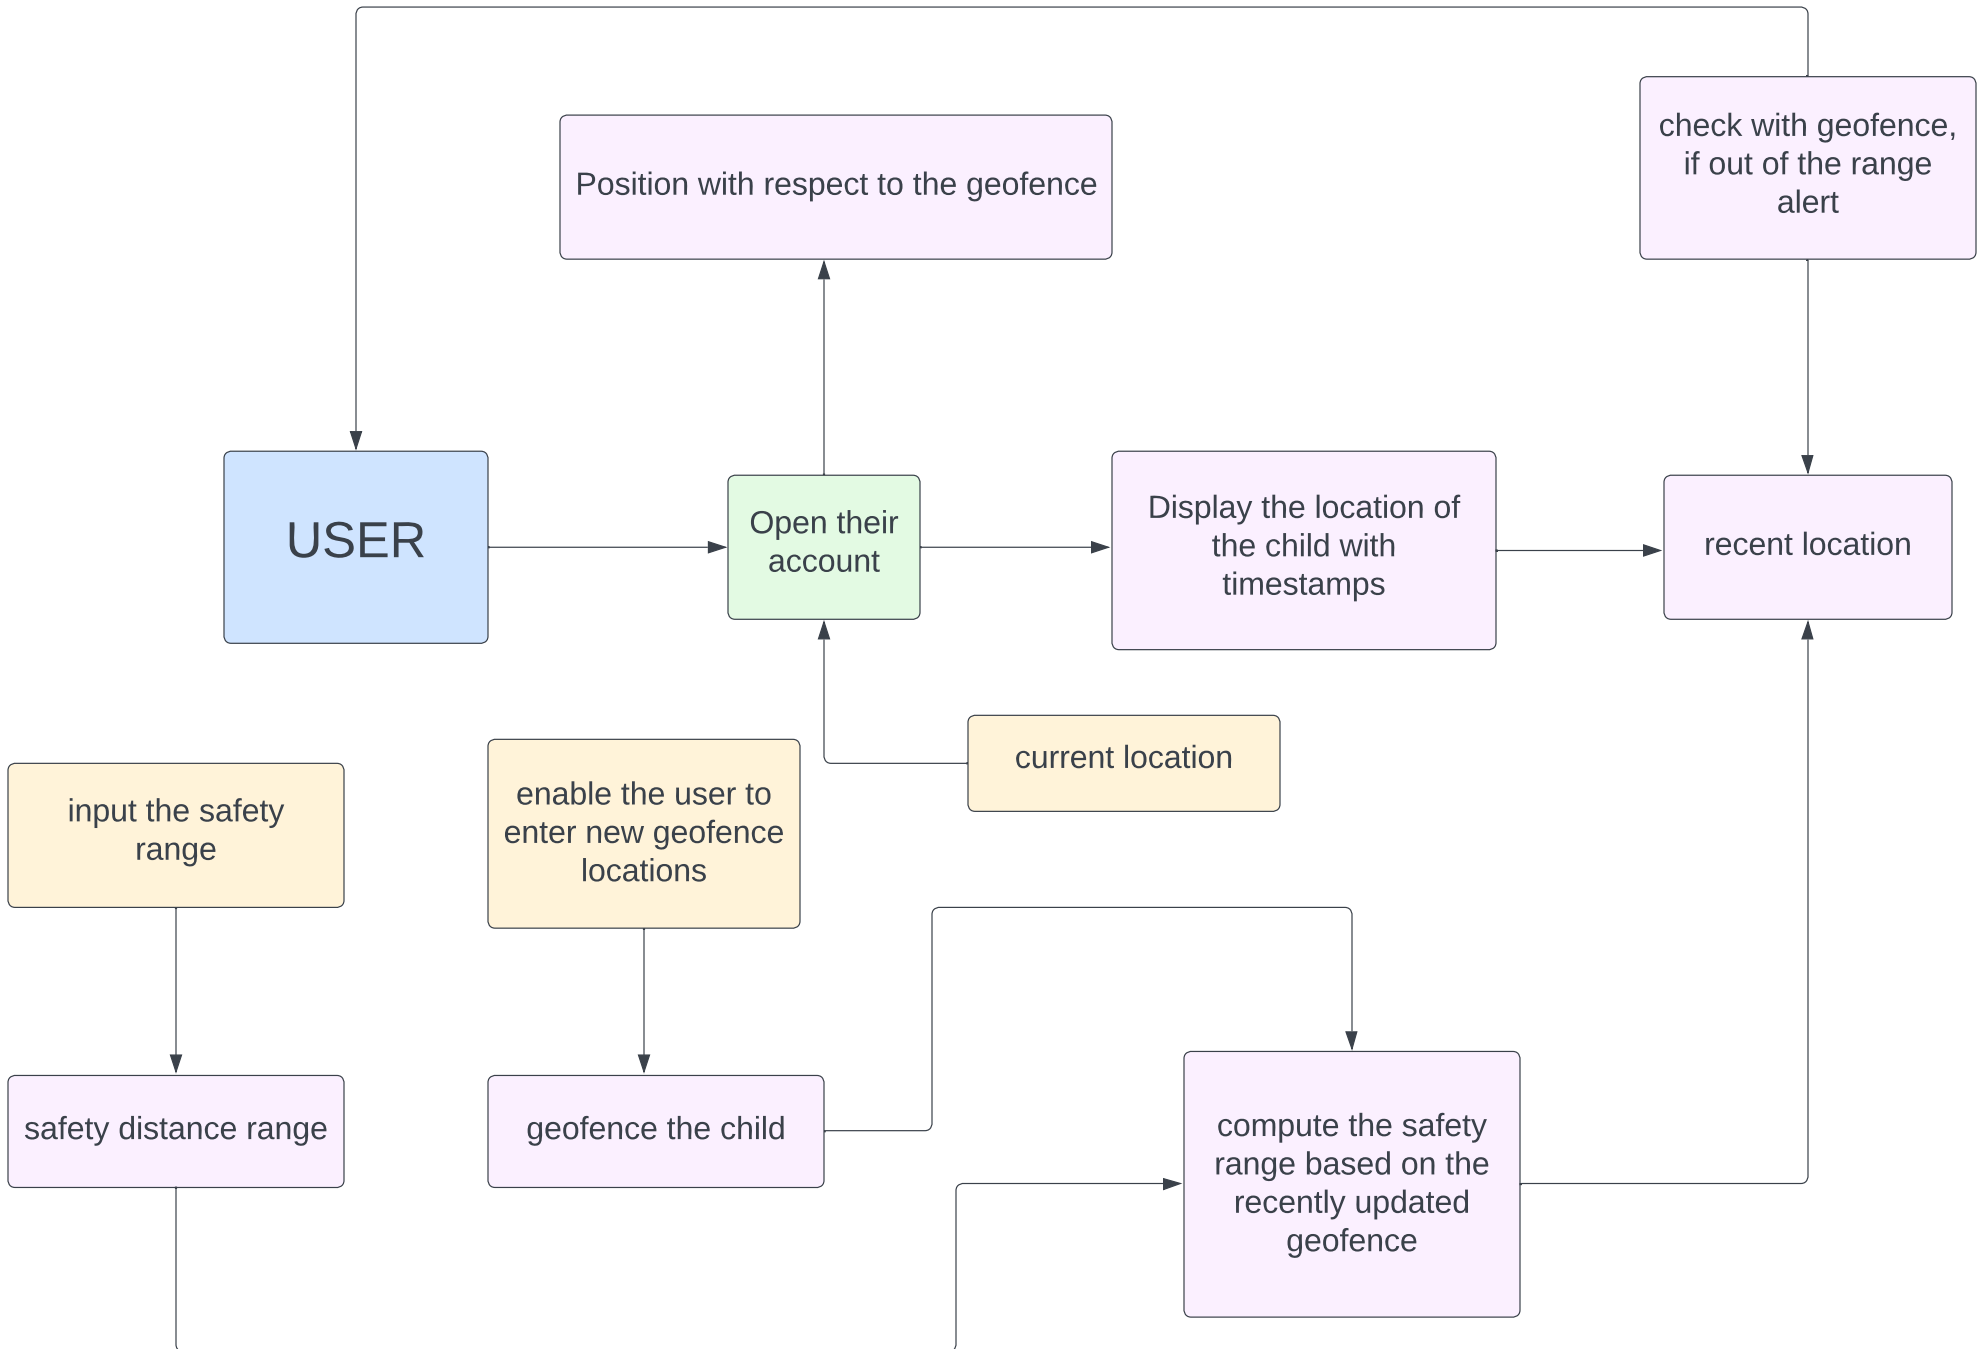 check with geofence,
if out of the range
alert
Position with respect to the geofence
USER
Open their
account
Display the location of
the child with
timestamps
recent location
current location
input the safety
range
enable the user to
enter new geofence
locations
safety distance range
geofence the child
compute the safety
range based on the
recently updated
geofence